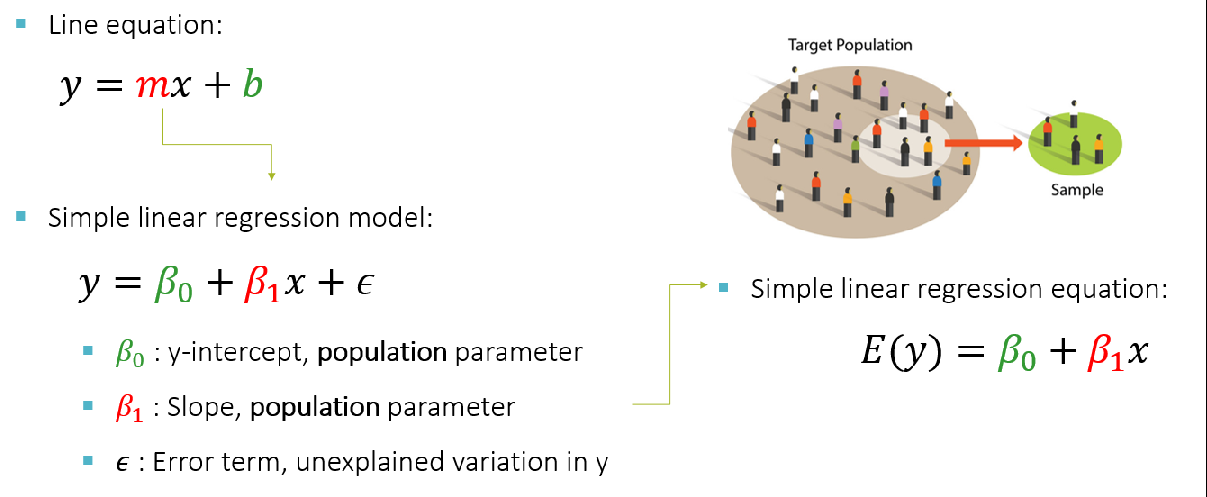 Line equation:
y = mx + b
Simple linear regression model:
y = β₀ + β₁x + ϵ
β₀ : y-intercept, population parameter
β₁ : Slope, population parameter
ϵ : Error term, unexplained variation in y
Target Population
Sample
Simple linear regression equation:
E(y) = β₀ + β₁x